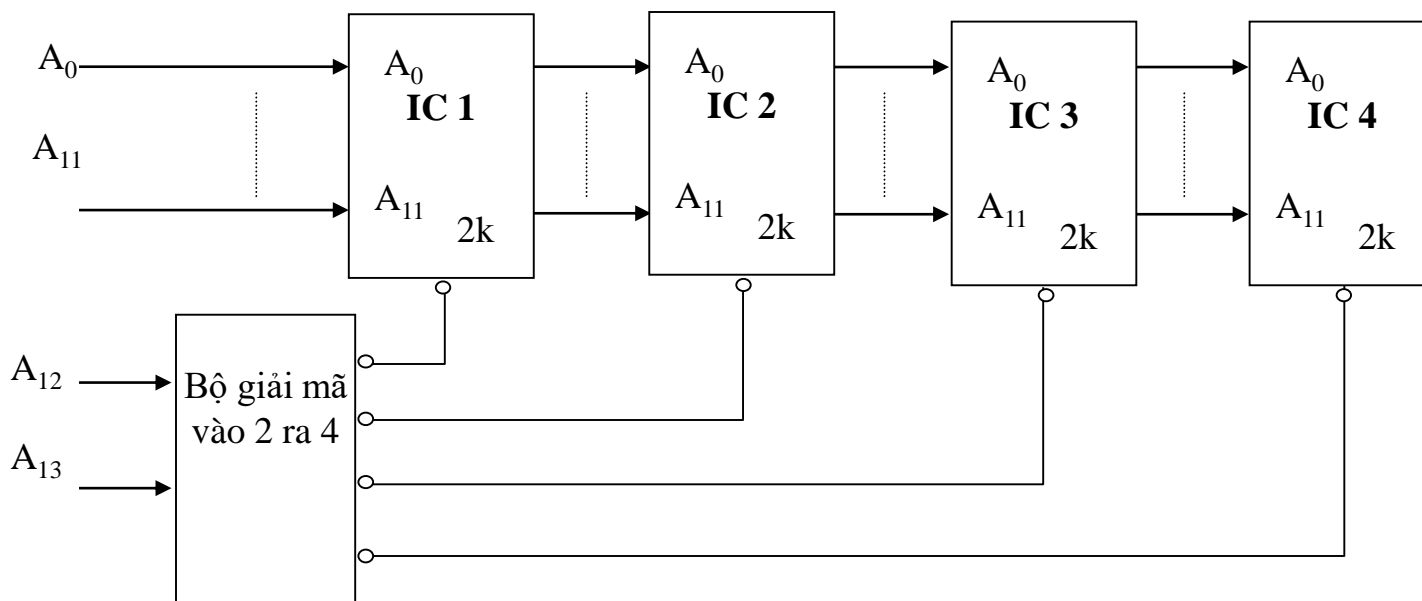 A₀
A₁₁
A₀
IC 1
A₁₁
2k
A₀
IC 2
A₁₁
2k
A₀
IC 3
A₁₁
2k
A₀
IC 4
A₁₁
2k
A₁₂
A₁₃
Bộ giải mã
vào 2 ra 4